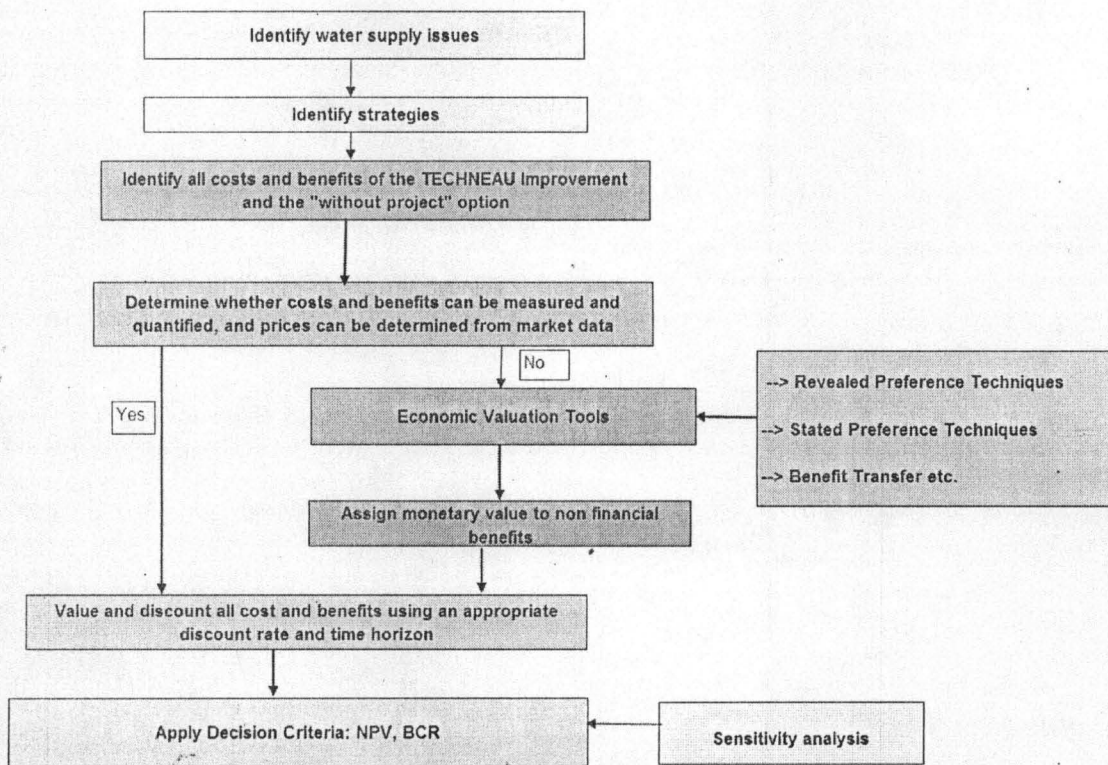 Identify water supply issues
Identify strategies
Identify all costs and benefits of the TECHNEAU Improvement
and the "without project" option
Determine whether costs and benefits can be measured and
quantified, and prices can be determined from market data
No
Yes
--> Revealed Preference Techniques
Economic Valuation Tools
--> Stated Preference Techniques
--> Benefit Transfer etc.
Assign monetary value to non financial
benefits
Value and discount all cost and benefits using an appropriate
discount rate and time horizon
Apply Decision Criteria: NPV, BCR
Sensitivity analysis